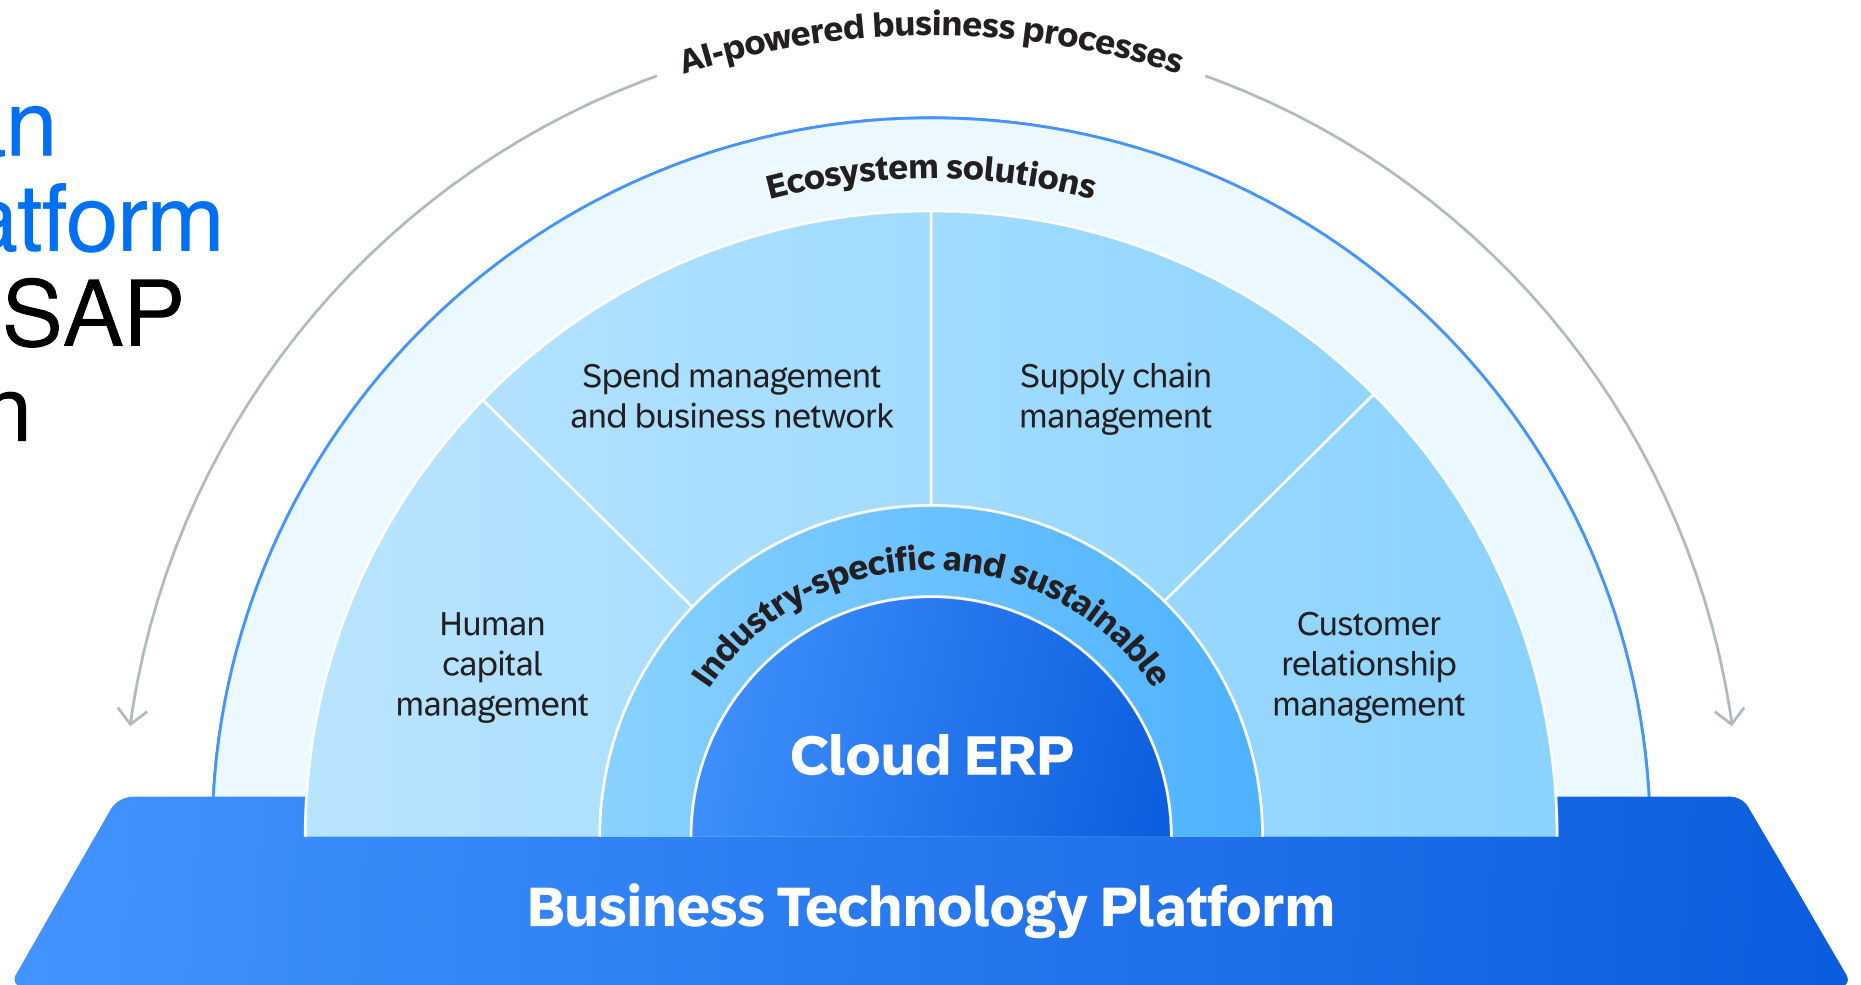 AI-powered business processes
Ecosystem solutions
atform
SAP
Spend management
and business network
Supply chain
management
Industry-specific and sustainable
Human
capital
management
Customer
relationship
management
Cloud ERP
Business Technology Platform